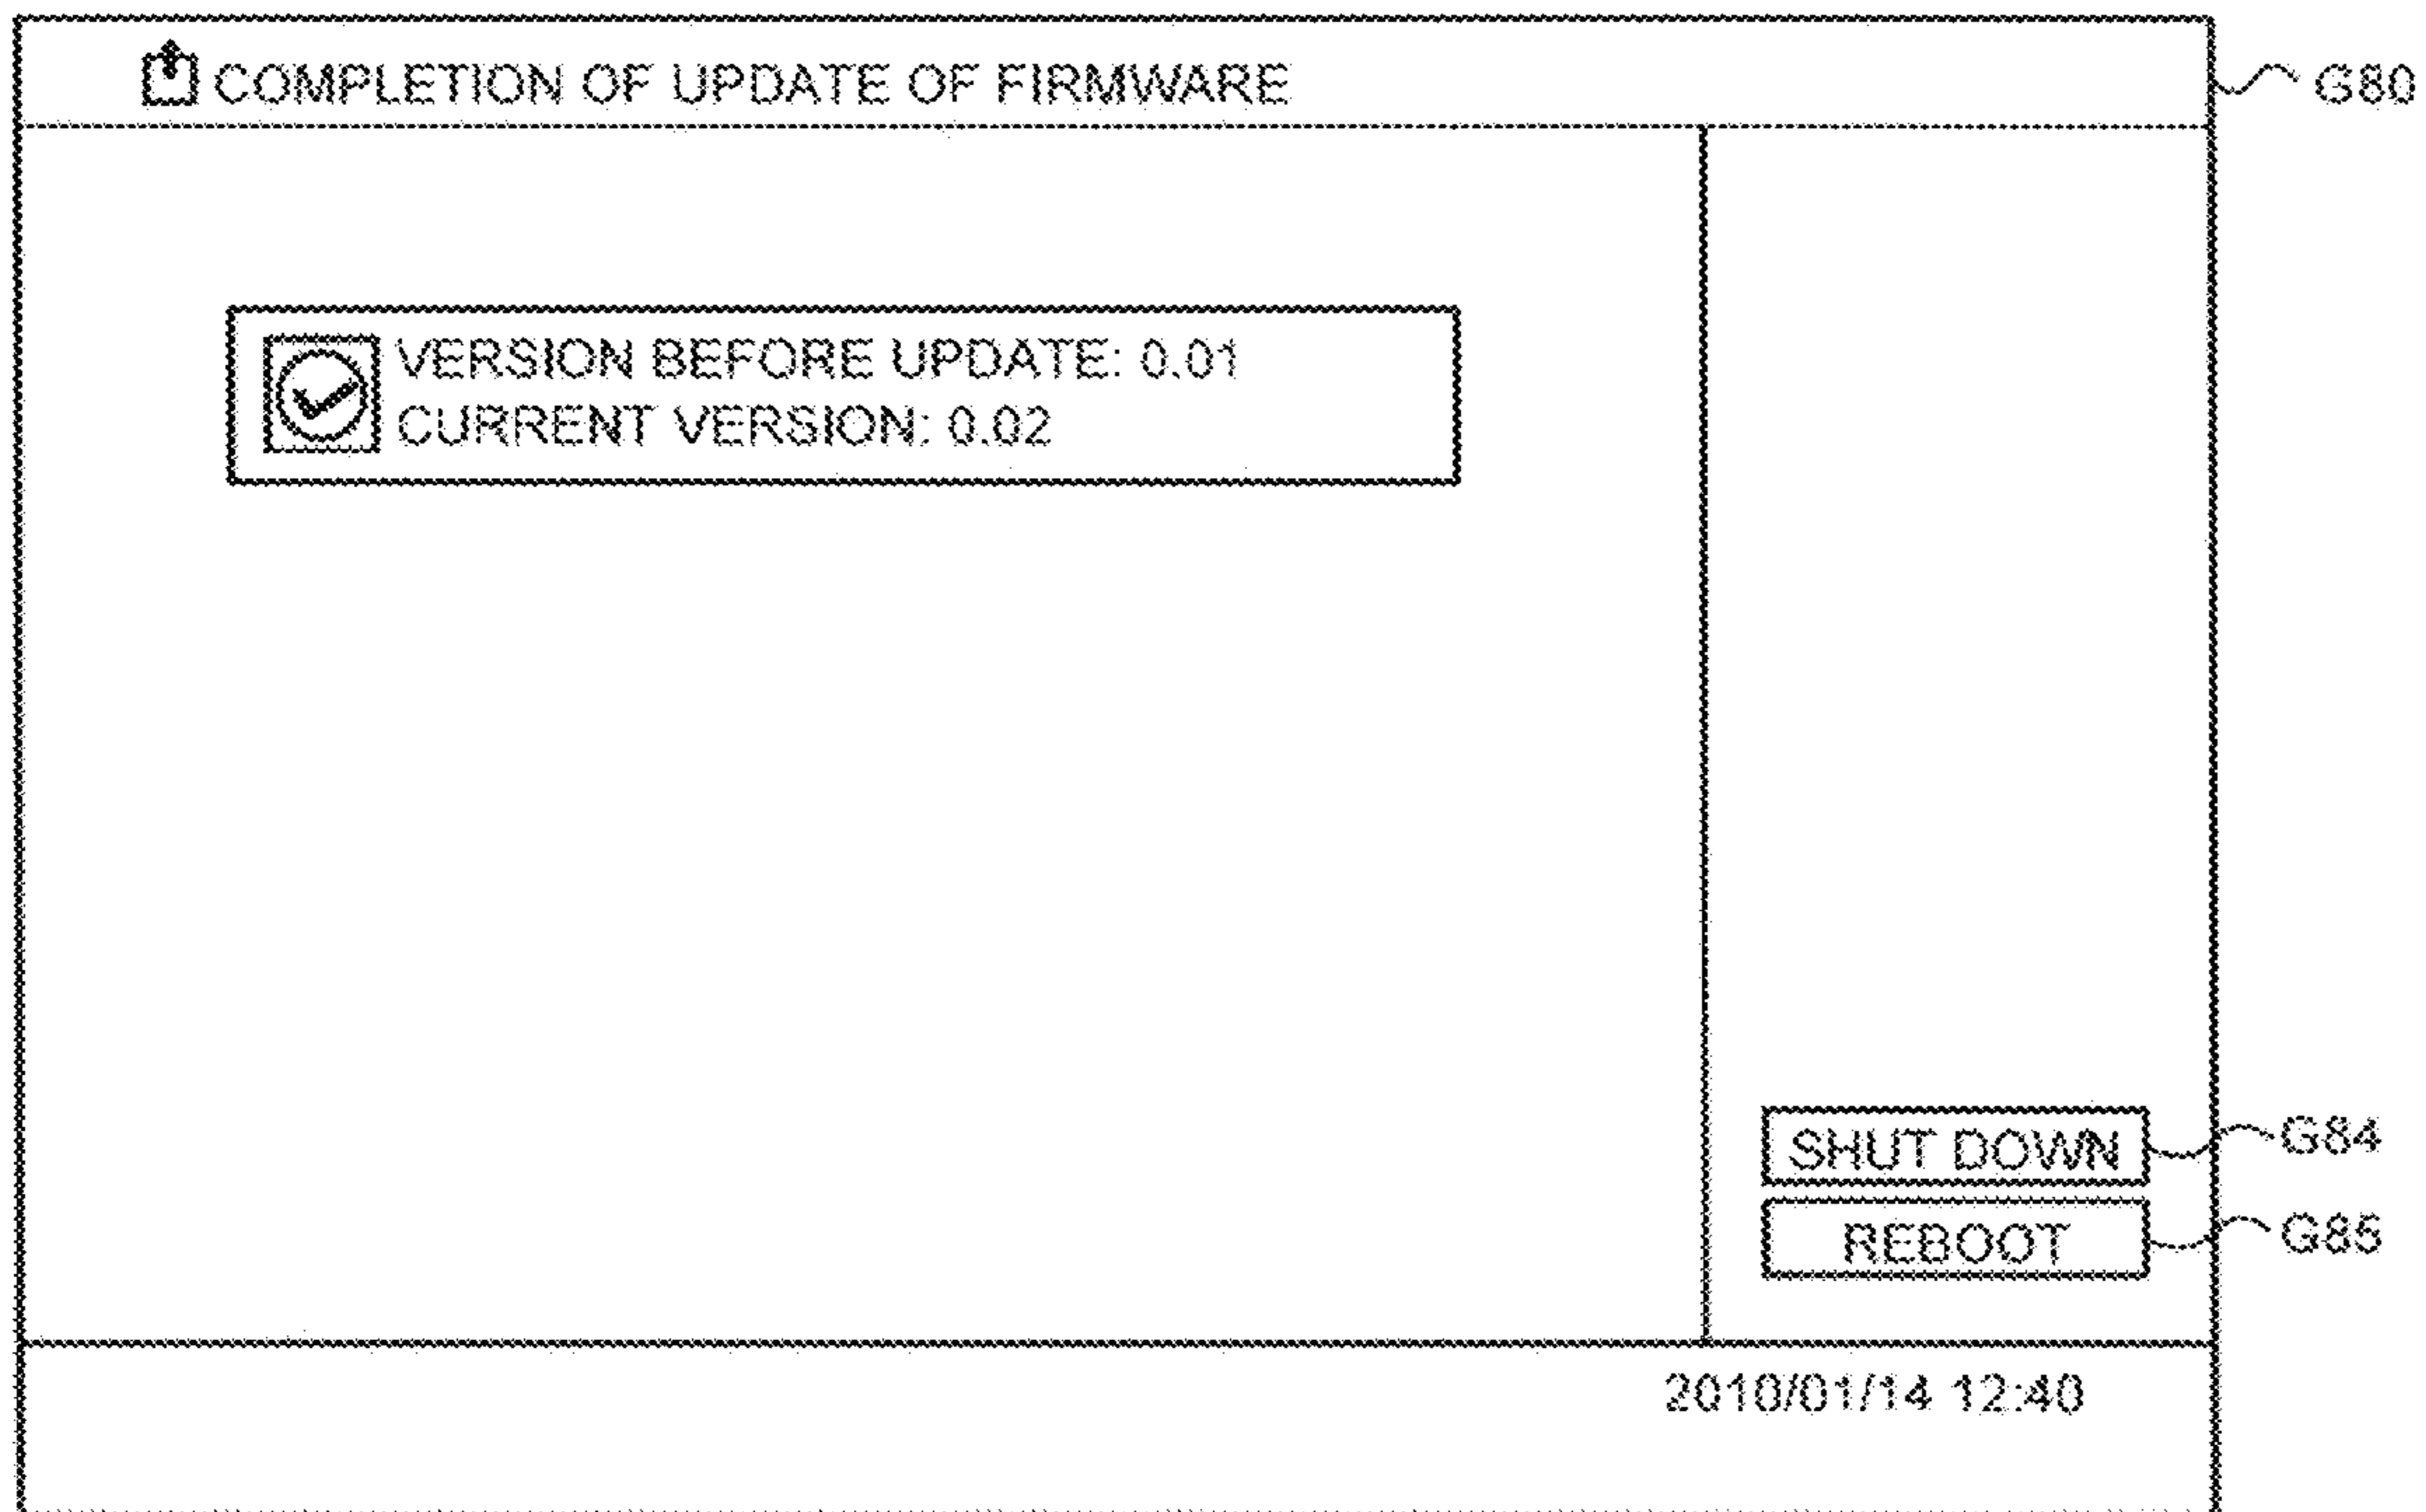 COMPLETION OF UPDATE OF FIRMWARE
G80
VERSION BEFORE UPDATE: 0.01
CURRENT VERSION: 0.02
SHUT DOWN
G84
REBOOT
G85
2010/01/14 12:40